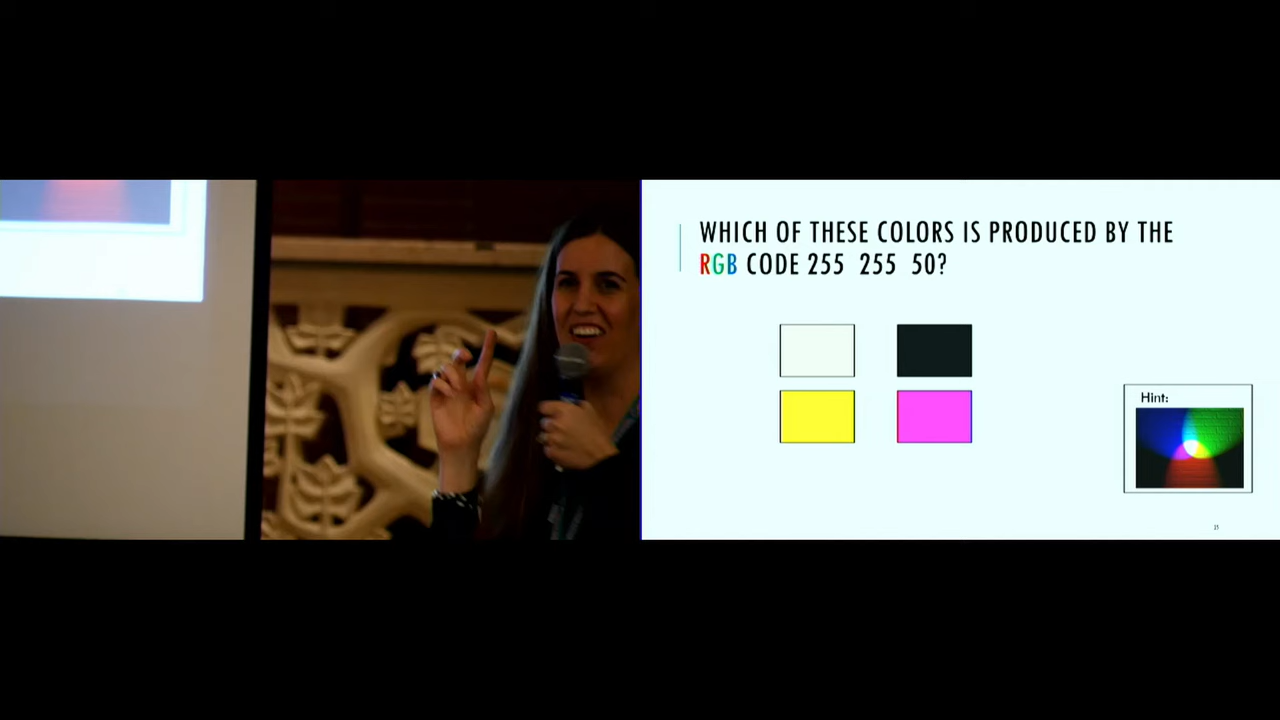 WHICH OF THESE COLORS IS PRODUCED BY THE
RGB CODE 255 255 50?
Hint: